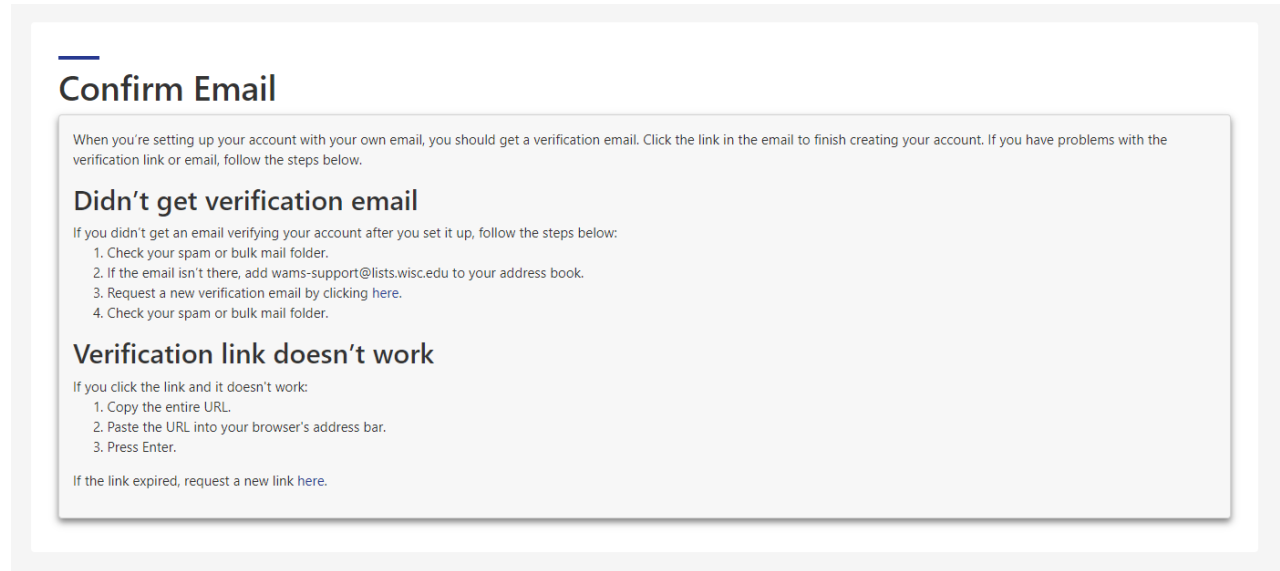 Confirm Email
When you're setting up your account with your own email, you should get a verification email. Click the link in the email to finish creating your account. If you have problems with the
verification link or email, follow the steps below.
Didn't get verification email
If you didn't get an email verifying your account after you set it up, follow the steps below:
1. Check your spam or bulk mail folder.
2. If the email isn't there, add wams-support@lists.wisc.edu to your address book.
3. Request a new verification email by clicking here.
4. Check your spam or bulk mail folder.
Verification link doesn't work
If you click the link and it doesn't work:
1. Copy the entire URL.
2. Paste the URL into your browser's address bar.
3. Press Enter.
If the link expired, request a new link here.